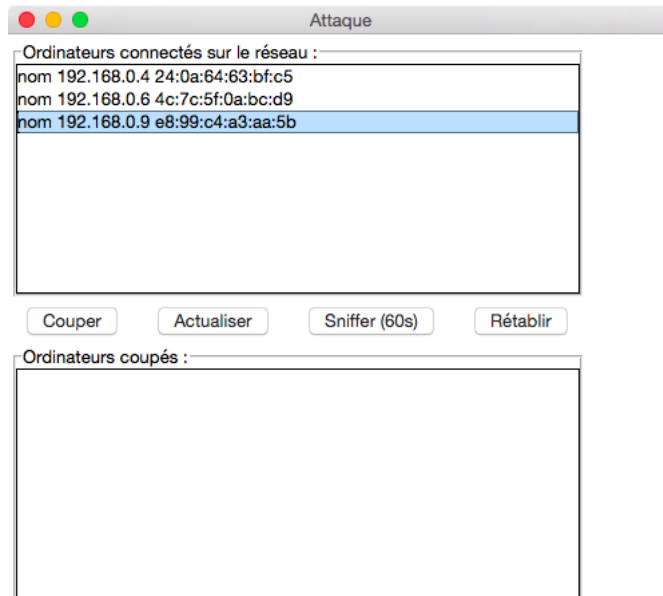 Attaque
Ordinateurs connectés sur le réseau :
nom 192.168.0.4 24:0a:64:63:bf:c5
nom 192.168.0.6 4c:7c:5f:0a:bc:d9
nom 192.168.0.9 e8:99:c4:a3:aa:5b
Couper Actualiser Sniffer (60s) Rétablir
Ordinateurs coupés :